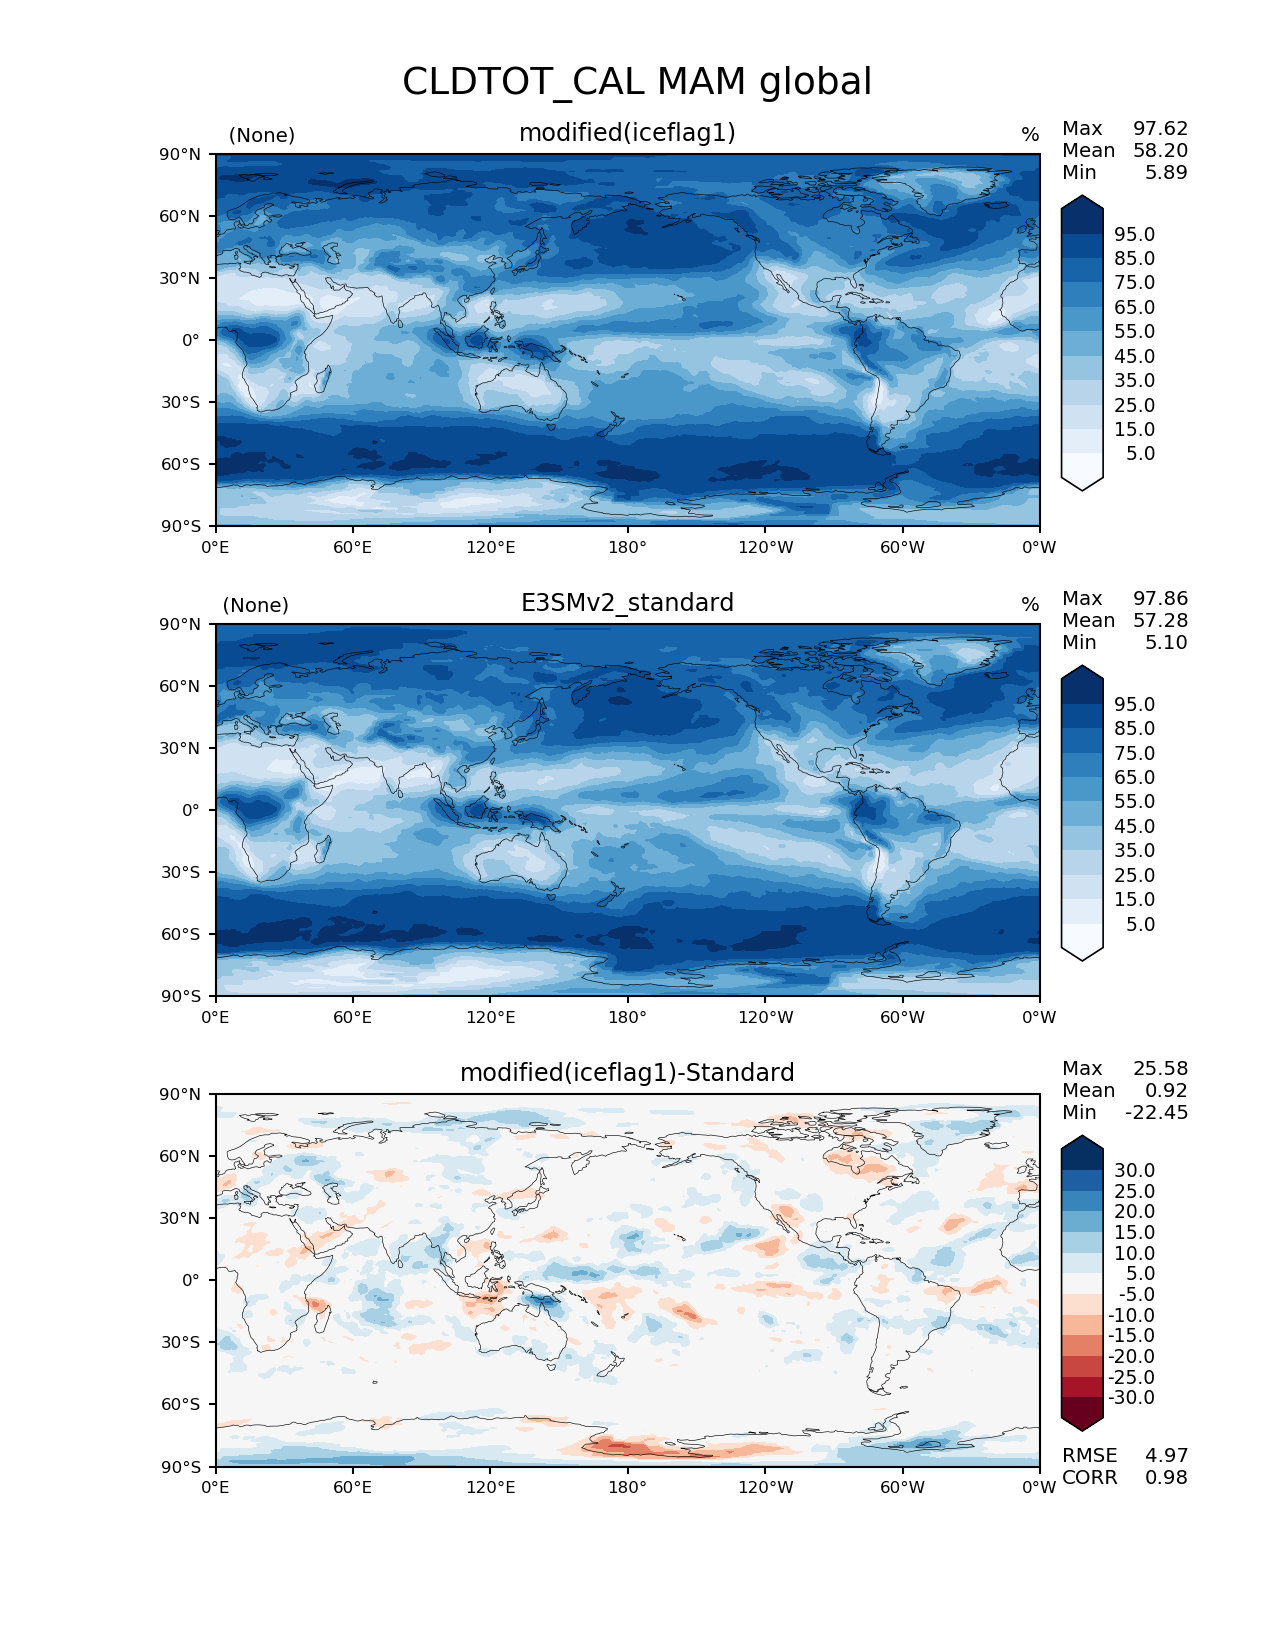 CLDTOT_CAL MAM global
(None) modified(iceflag1) %
Max 97.62
Mean 58.20
Min 5.89
90°N
60°N
30°N
0°
30°S
60°S
90°S
0°E 60°E 120°E 180° 120°W 60°W 0°W
95.0
85.0
75.0
65.0
55.0
45.0
35.0
25.0
15.0
5.0
(None) E3SMv2_standard %
Max 97.86
Mean 57.28
Min 5.10
90°N
60°N
30°N
0°
30°S
60°S
90°S
0°E 60°E 120°E 180° 120°W 60°W 0°W
95.0
85.0
75.0
65.0
55.0
45.0
35.0
25.0
15.0
5.0
modified(iceflag1)-Standard
Max 25.58
Mean 0.92
Min -22.45
90°N
60°N
30°N
0°
30°S
60°S
90°S
0°E 60°E 120°E 180° 120°W 60°W 0°W
30.0
25.0
20.0
15.0
10.0
5.0
-5.0
-10.0
-15.0
-20.0
-25.0
-30.0
RMSE 4.97
CORR 0.98